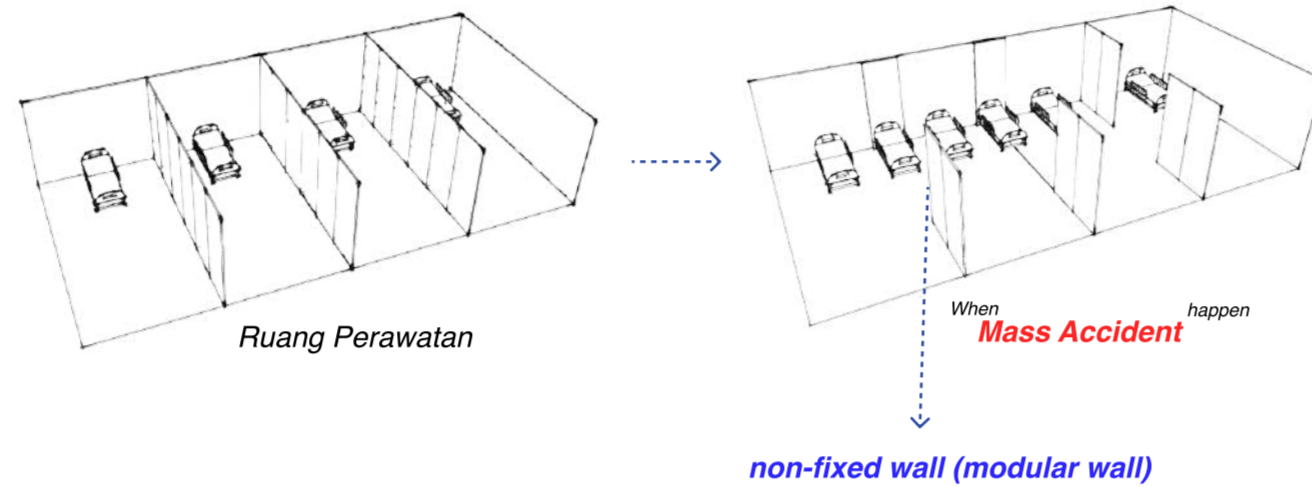 Ruang Perawatan
When
Mass Accident
happen
non-fixed wall (modular wall)